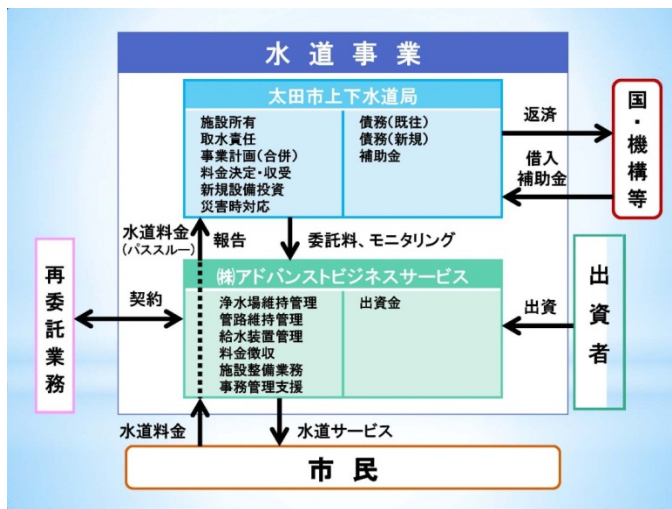 水道事業
太田市上下水道局
施設所有
取水責任
事業計画(合併)
料金決定・収受
新規設備投資
災害時対応
債務(既往)
債務(新規)
補助金
返済
借入
補助金
国・機構等
水道料金
(パススルー)
報告
委託料、モニタリング
㈱アドバンストビジネスサービス
浄水場維持管理
管路維持管理
給水装置管理
料金徴収
施設整備業務
事務管理支援
出資金
再委託業務
契約
出資
出資者
水道料金
水道サービス
市民